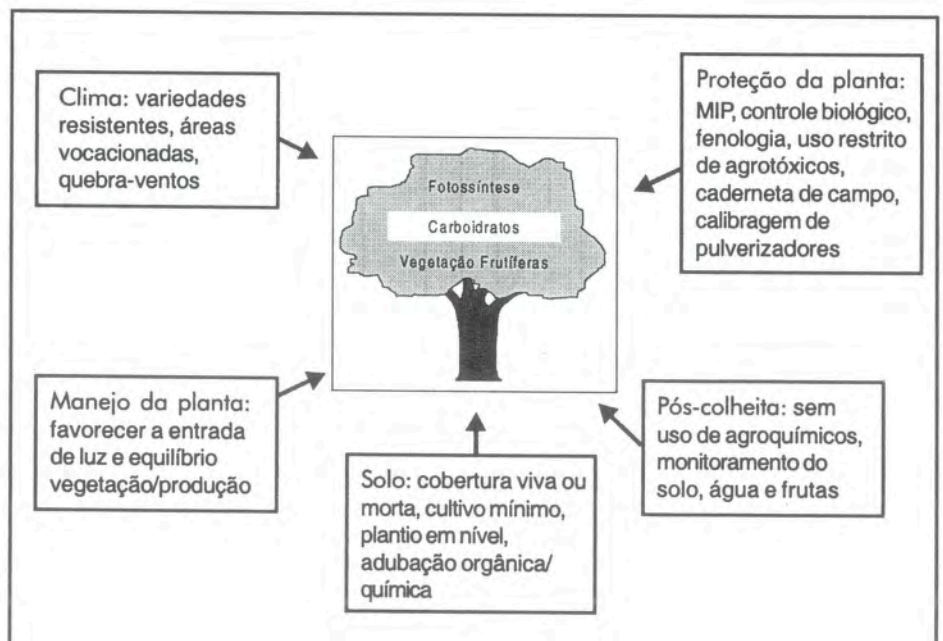 Clima: variedades
resistentes, áreas
vocacionadas,
quebra-ventos
Proteção da planta:
MIP, controle biológico,
fenologia, uso restrito
de agrotóxicos,
caderneta de campo,
calibragem de
pulverizadores
Fotossíntese
Carboidratos
Vegetação Frutíferas
Manejo da planta:
favorecer a entrada
de luz e equilíbrio
vegetação/produção
Solo: cobertura viva ou
morta, cultivo mínimo,
plantio em nível,
adubação orgânica/
química
Pós-colheita: sem
uso de agroquímicos,
monitoramento do
solo, água e frutas